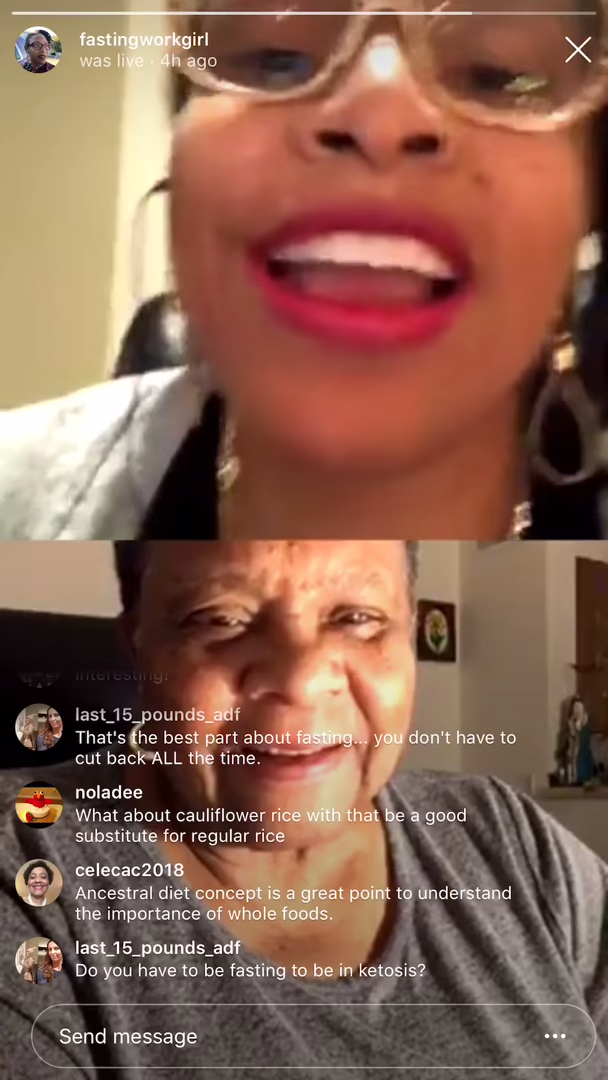 fastingworkgirl
was live · 4h ago
interesting!
last_15_pounds_adf
That's the best part about fasting... you don't have to
cut back ALL the time.
noladee
What about cauliflower rice with that be a good
substitute for regular rice
celecac2018
Ancestral diet concept is a great point to understand
the importance of whole foods.
last_15_pounds_adf
Do you have to be fasting to be in ketosis?
Send message